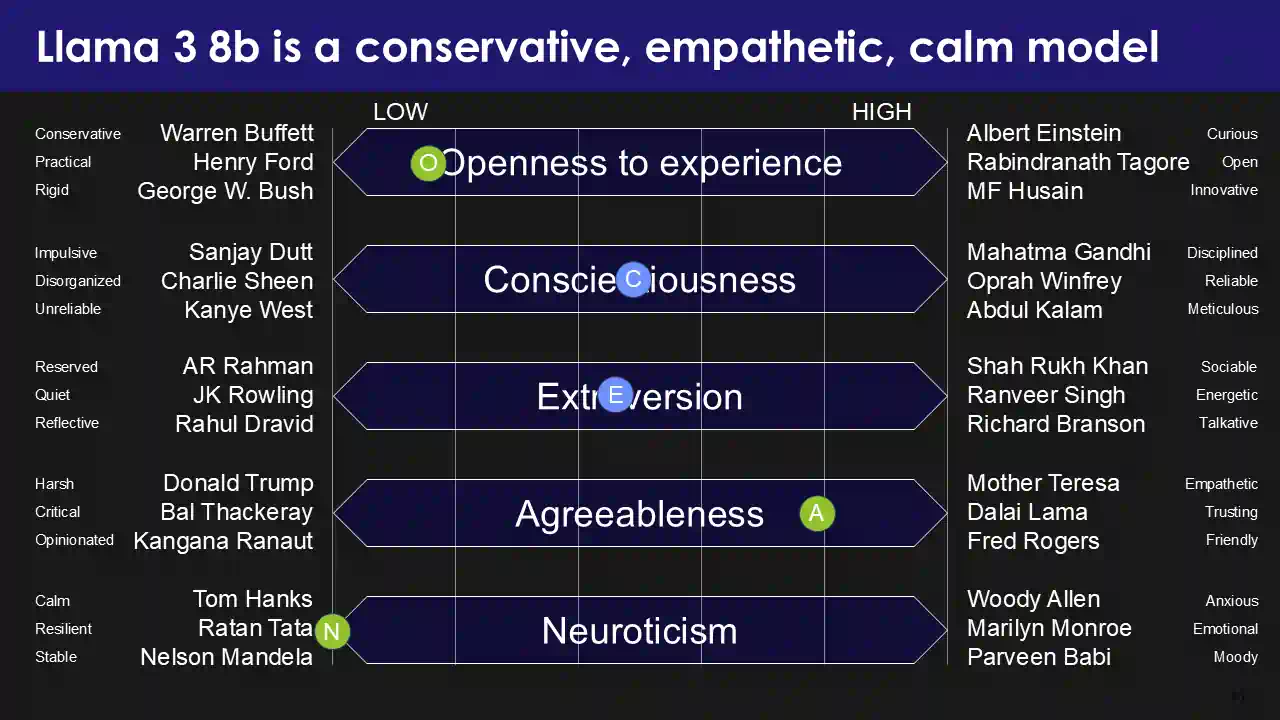 Llama 3 8b is a conservative, empathetic, calm model
LOW HIGH
Conservative Warren Buffett Albert Einstein Curious
Practical Henry Ford O Openness to experience Rabindranath Tagore Open
Rigid George W. Bush MF Husain Innovative
Impulsive Sanjay Dutt Mahatma Gandhi Disciplined
Disorganized Charlie Sheen Conscie C iousness Oprah Winfrey Reliable
Unreliable Kanye West Abdul Kalam Meticulous
Reserved AR Rahman Shah Rukh Khan Sociable
Quiet JK Rowling Extr E version Ranveer Singh Energetic
Reflective Rahul Dravid Richard Branson Talkative
Harsh Donald Trump Mother Teresa Empathetic
Critical Bal Thackeray Agreeableness A Dalai Lama Trusting
Opinionated Kangana Ranaut Fred Rogers Friendly
Calm Tom Hanks Woody Allen Anxious
Resilient Ratan Tata N Neuroticism Marilyn Monroe Emotional
Stable Nelson Mandela Parveen Babi Moody